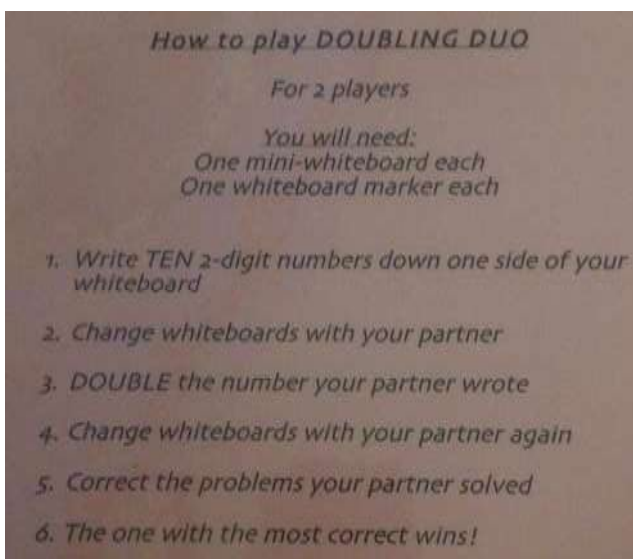 How to play DOUBLING DUO
For 2 players
You will need:
One mini-whiteboard each
One whiteboard marker each
1. Write TEN 2-digit numbers down one side of your
whiteboard
2. Change whiteboards with your partner
3. DOUBLE the number your partner wrote
4. Change whiteboards with your partner again
5. Correct the problems your partner solved
6. The one with the most correct wins!